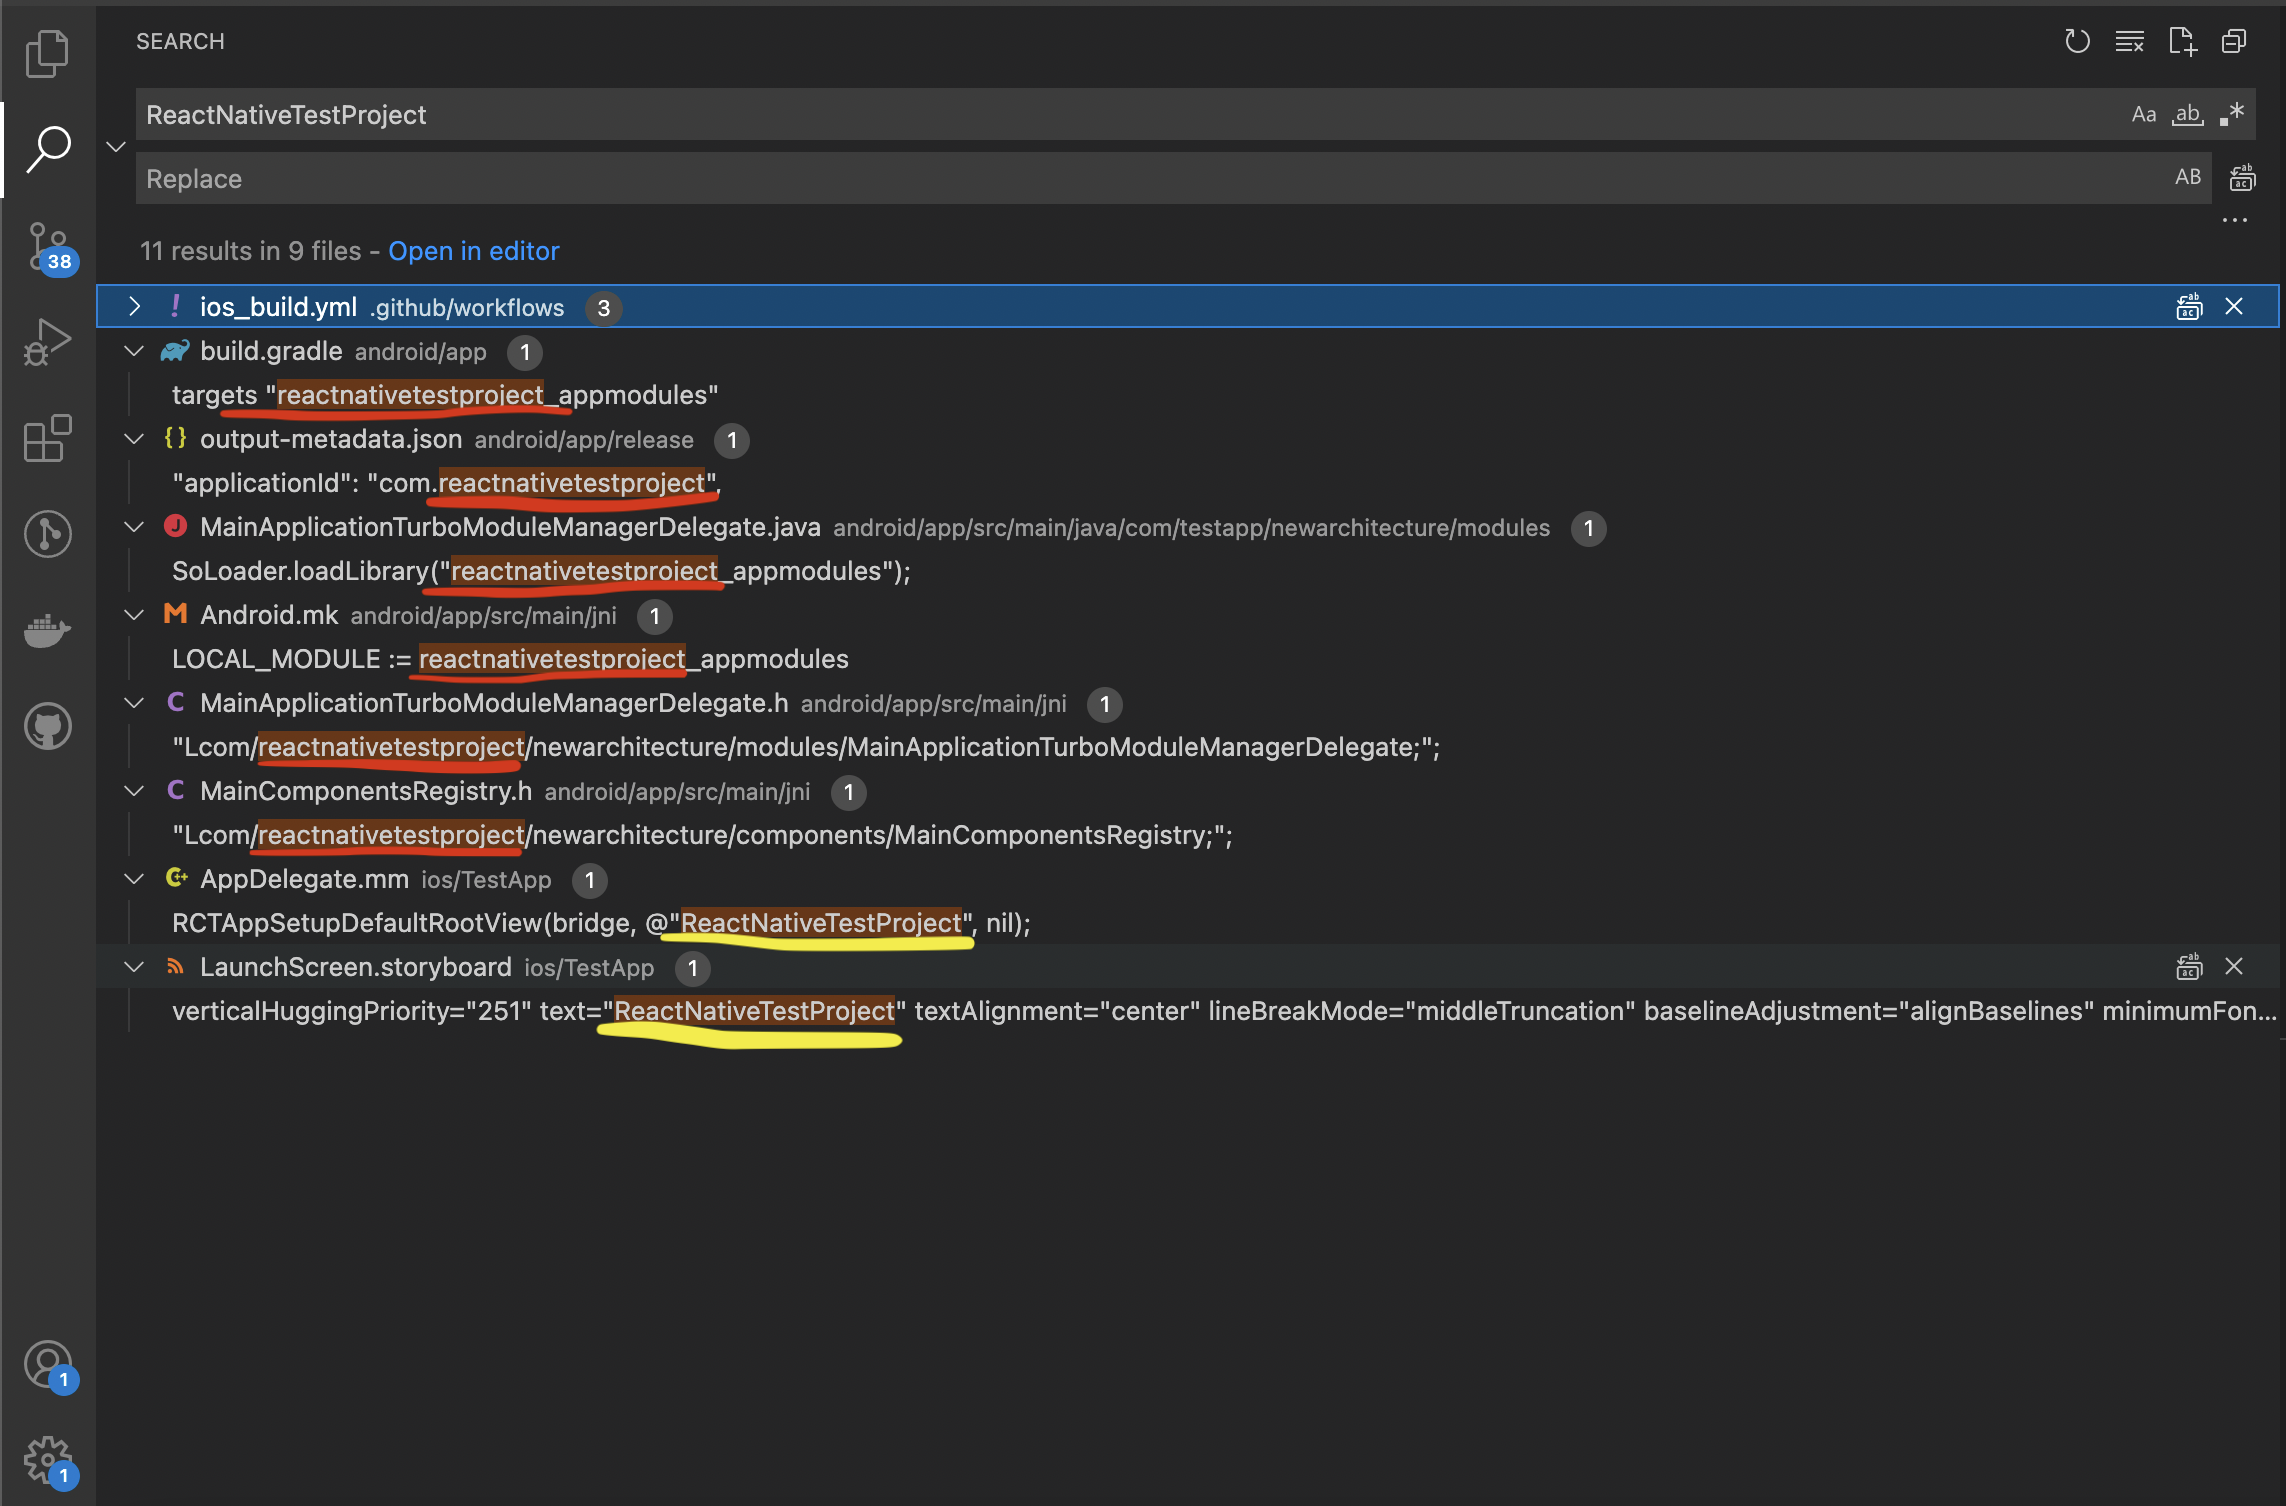 SEARCH
ReactNativeTestProject
Aa
ab
.*
Replace
AB
38
11 results in 9 files - Open in editor
ios_build.yml .github/workflows 3
build.gradle android/app 1
targets "reactnativetestproject_appmodules"
{} output-metadata.json android/app/release 1
"applicationId": "com.reactnativetestproject",
J MainApplicationTurboModuleManagerDelegate.java android/app/src/main/java/com/testapp/newarchitecture/modules 1
SoLoader.loadLibrary("reactnativetestproject_appmodules");
M Android.mk android/app/src/main/jni 1
LOCAL_MODULE := reactnativetestproject_appmodules
C MainApplicationTurboModuleManagerDelegate.h android/app/src/main/jni 1
"Lcom/reactnativetestproject/newarchitecture/modules/MainApplicationTurboModuleManagerDelegate;";
C MainComponentsRegistry.h android/app/src/main/jni 1
"Lcom/reactnativetestproject/newarchitecture/components/MainComponentsRegistry;";
C++ AppDelegate.mm ios/TestApp 1
RCTAppSetupDefaultRootView(bridge, @"ReactNativeTestProject", nil);
LaunchScreen.storyboard ios/TestApp 1
verticalHuggingPriority="251" text="ReactNativeTestProject" textAlignment="center" lineBreakMode="middleTruncation" baselineAdjustment="alignBaselines" minimumFon...
1
1